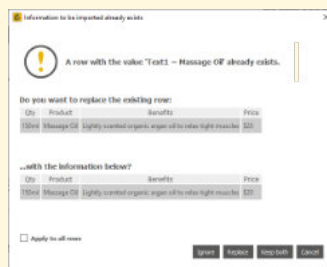 Information to be imported already exists
A row with the value 'Text1 – Massage Oil' already exists.
Do you want to replace the existing row:
Qty Product Benefits Price
150ml Massage Oil Lightly scented organic argan oil to relax tight muscles
...with the information below?
Qty Product Benefits Price
150ml Massage Oil Lightly scented organic argan oil to relax tight muscles
Apply to all rows
Ignore Replace Keep both Cancel